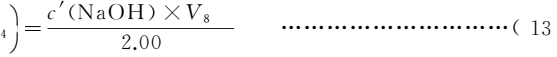 ₄) = c′(NaOH) × V₈ / 2.00 ……………………………( 13